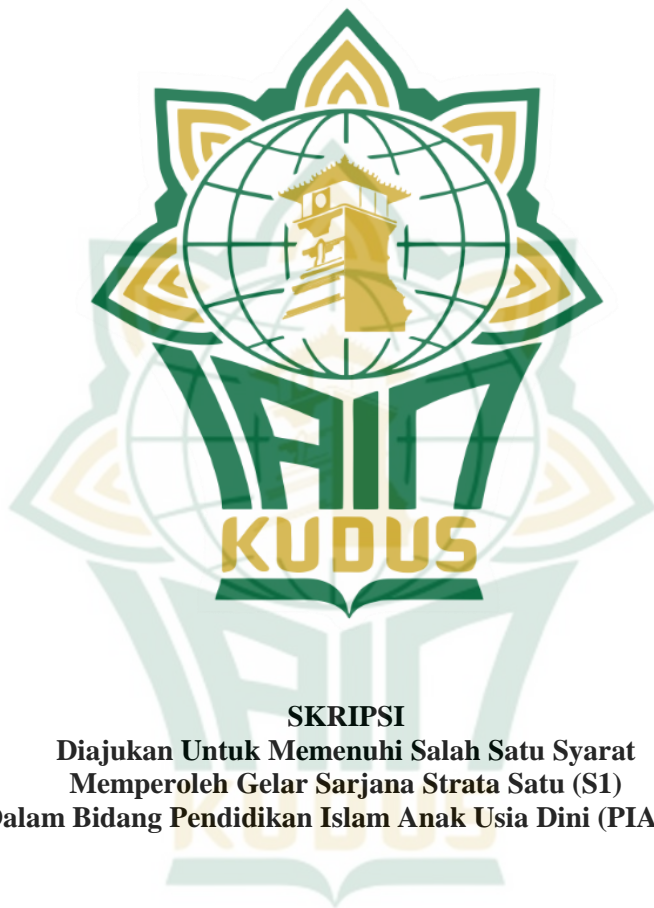 IAIN
KUDUS
SKRIPSI
Diajukan Untuk Memenuhi Salah Satu Syarat
Memperoleh Gelar Sarjana Strata Satu (S1)
Bidang Pendidikan Islam Anak Usia Dini